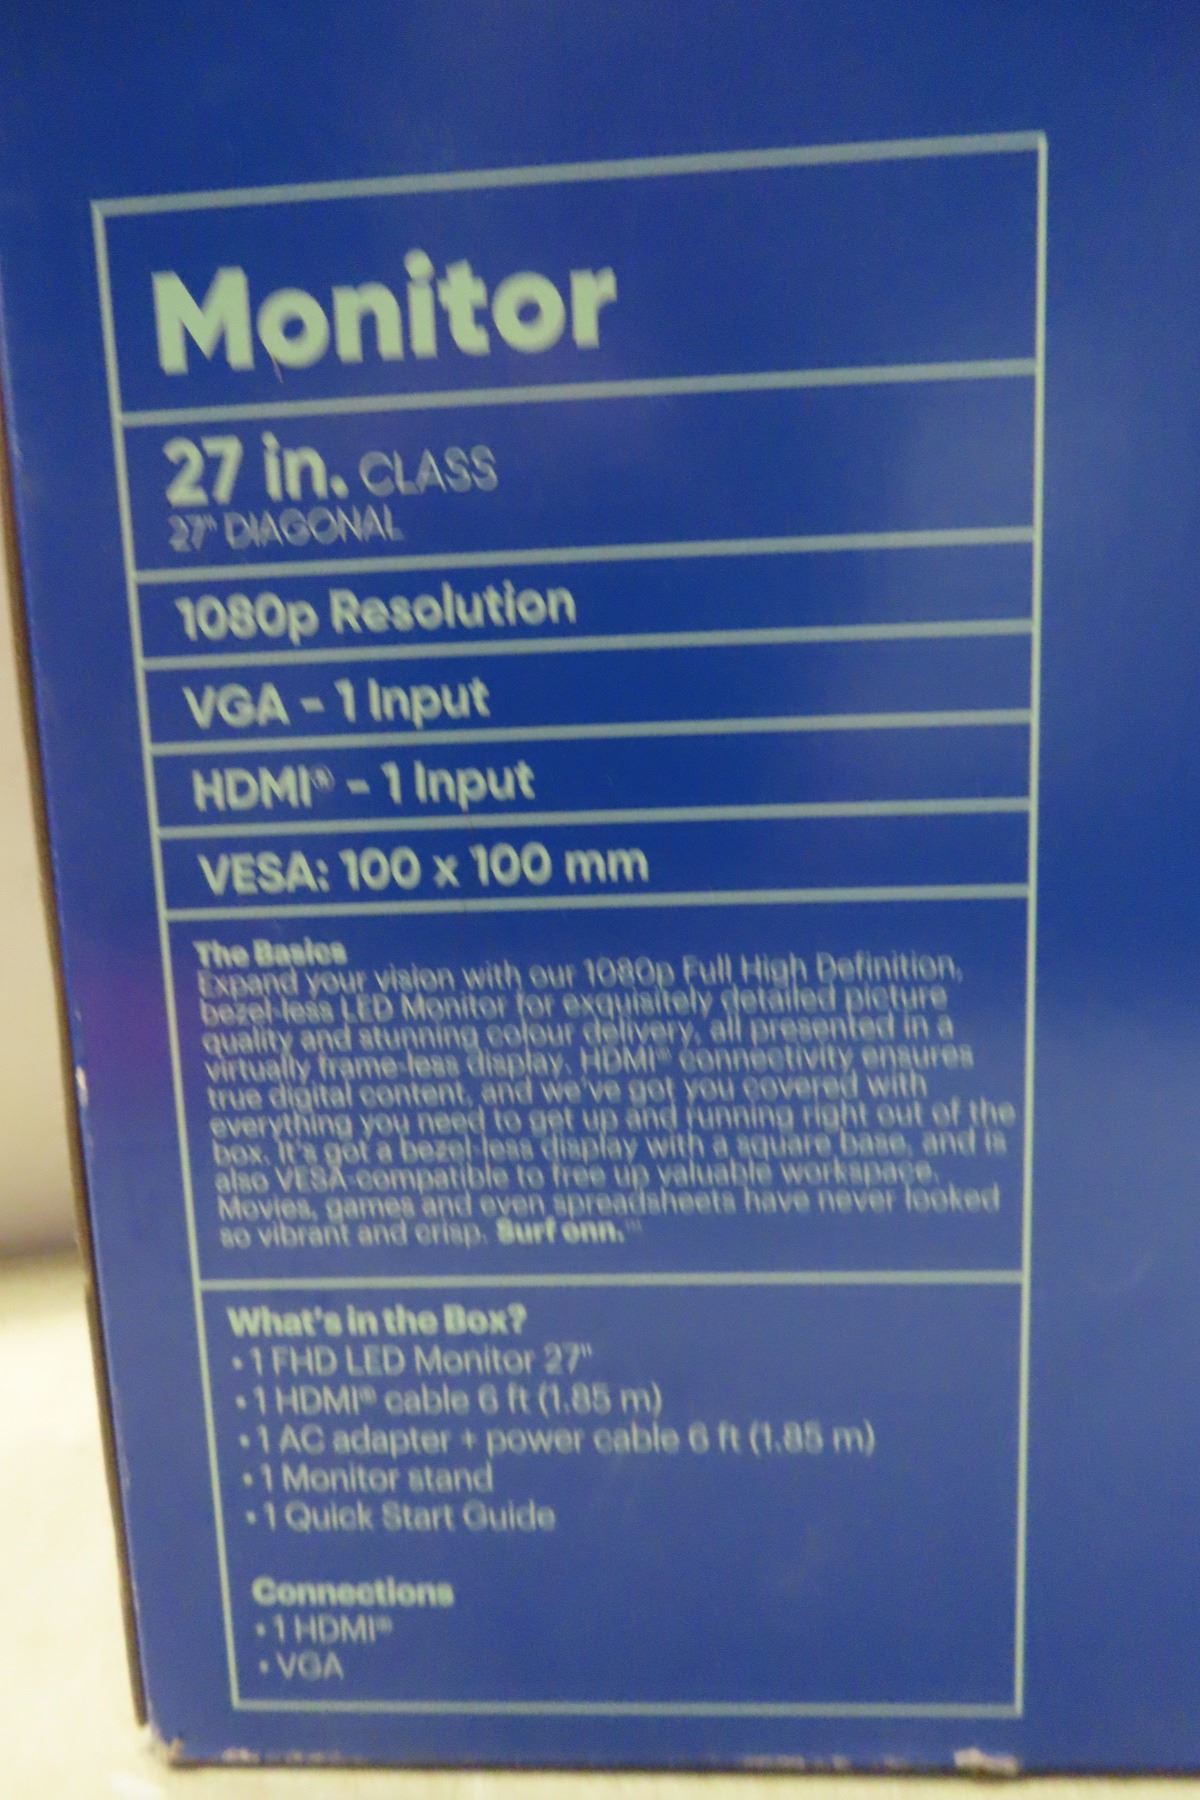 Monitor
27 in. CLASS
27" DIAGONAL
1080p Resolution
VGA - 1 Input
HDMI® - 1 Input
VESA: 100 x 100 mm
The Basics
Expand your vision with our 1080p Full High Definition,
bezel-less LED Monitor for exquisitely detailed picture
quality and stunning colour delivery, all presented in a
virtually frame-less display. HDMI® connectivity ensures
true digital content, and we've got you covered with
everything you need to get up and running right out of the
box. It's got a bezel-less display with a square base, and is
also VESA-compatible to free up valuable workspace.
Movies, games and even spreadsheets have never looked
so vibrant and crisp. Surf onn.™
What's in the Box?
• 1 FHD LED Monitor 27"
• 1 HDMI® cable 6 ft (1.85 m)
• 1 AC adapter + power cable 6 ft (1.85 m)
• 1 Monitor stand
• 1 Quick Start Guide
Connections
• 1 HDMI®
• VGA